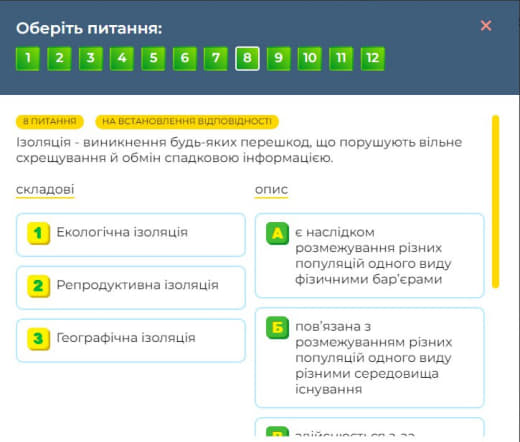 Оберіть питання:
1 2 3 4 5 6 7 8 9 10 11 12
8 ПИТАННЯ НА ВСТАНОВЛЕННЯ ВІДПОВІДНОСТІ
Ізоляція - виникнення будь-яких перешкод, що порушують вільне
схрещування й обмін спадковою інформацією.
складові
1 Екологічна ізоляція
2 Репродуктивна ізоляція
3 Географічна ізоляція
опис
А є наслідком
розмежування різних
популяцій одного виду
фізичними бар’єрами
Б пов’язана з
розмежуванням різних
популяцій одного виду
різними середовища
існування